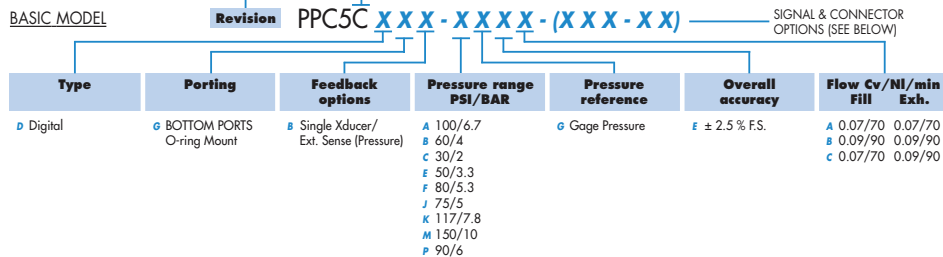 BASIC MODEL
Revision
PPC5C X X X - X X X X - (X X X - X X)
SIGNAL & CONNECTOR
OPTIONS (SEE BELOW)
Type
Porting
Feedback
options
Pressure range
PSI/BAR
Pressure
reference
Overall
accuracy
Flow Cv/Nl/min
Fill Exh.
D Digital
G BOTTOM PORTS
O-ring Mount
B Single Xducer/
Ext. Sense (Pressure)
A 100/6.7
B 60/4
C 30/2
E 50/3.3
F 80/5.3
J 75/5
K 117/7.8
M 150/10
P 90/6
G Gage Pressure
E ± 2.5 % F.S.
A 0.07/70 0.07/70
B 0.09/90 0.09/90
C 0.07/70 0.09/90